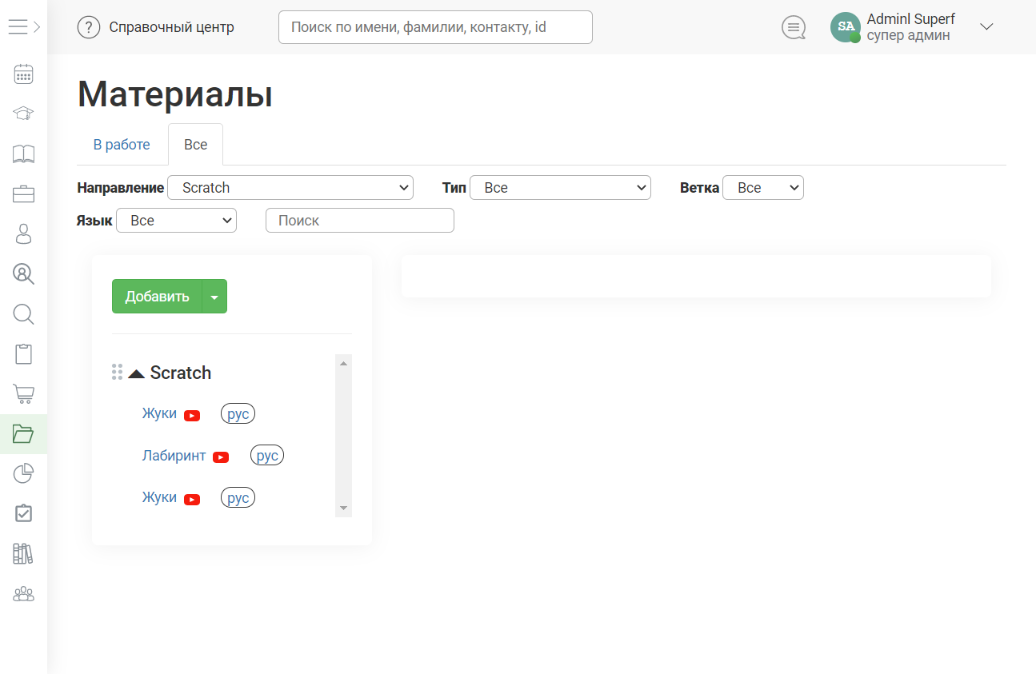 ? Справочный центр
Поиск по имени, фамилии, контакту, id
SA
AdminI Superf
супер админ
Материалы
В работе
Все
Направление Scratch
Тип Все
Ветка Все
Язык Все
Поиск
Добавить
Scratch
Жуки рус
Лабиринт рус
Жуки рус